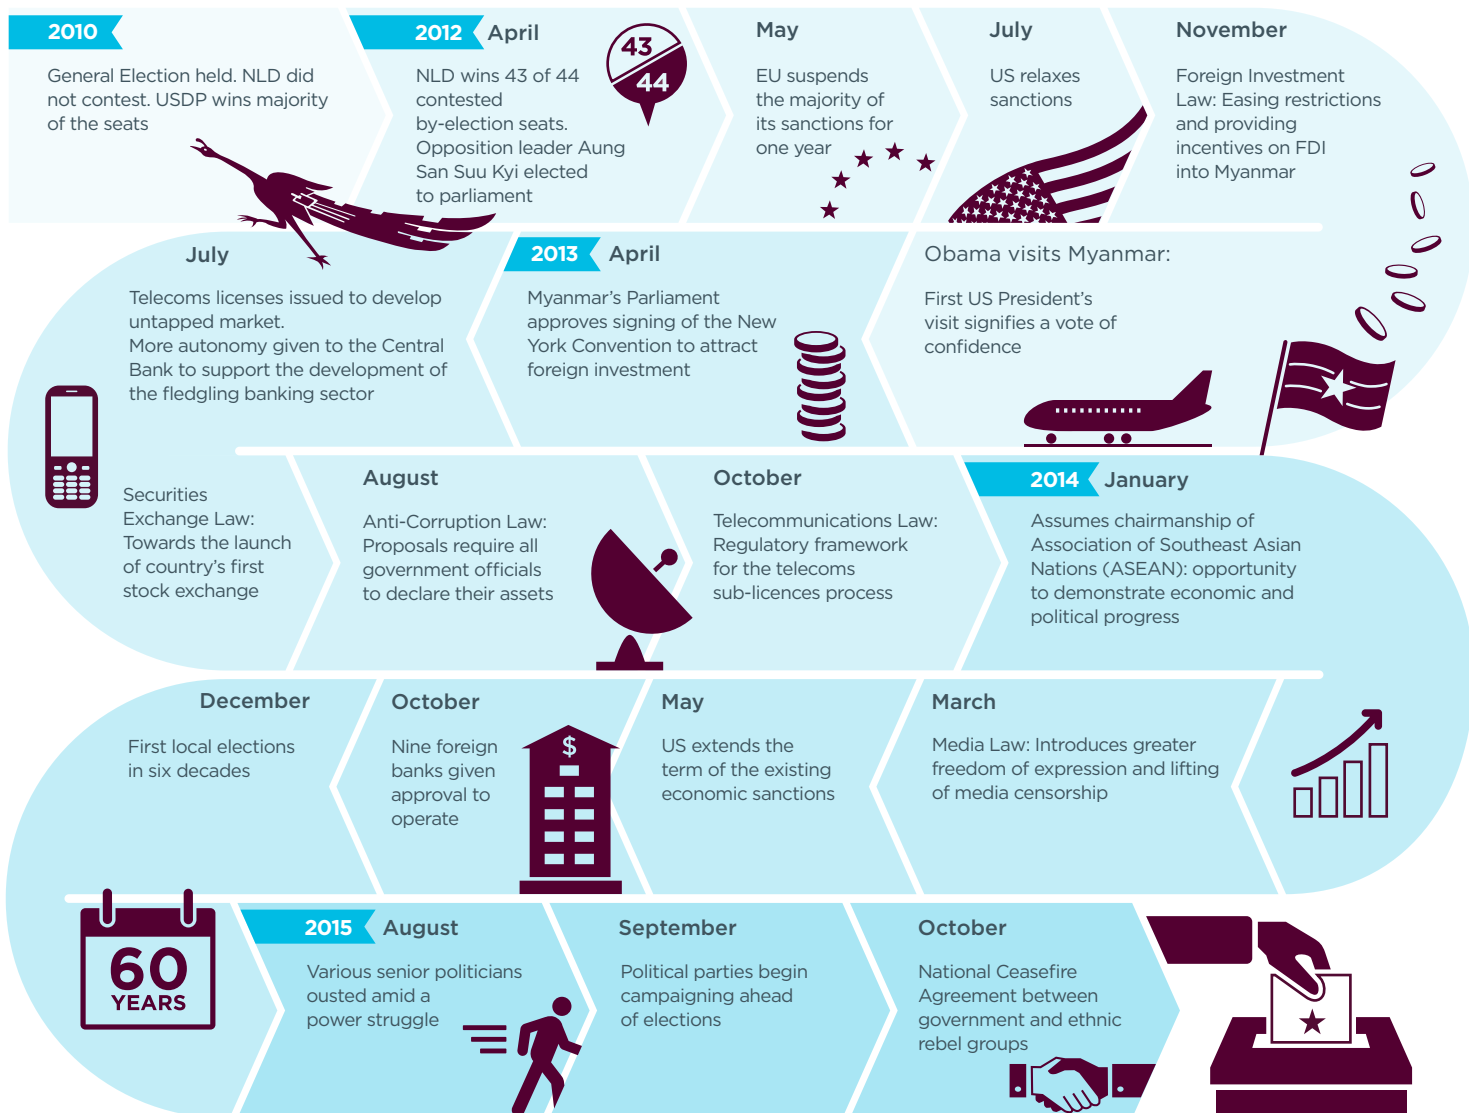 2010
General Election held. NLD did
not contest. USDP wins majority
of the seats
2012 April
NLD wins 43 of 44
contested
by-election seats.
Opposition leader Aung
San Suu Kyi elected
to parliament
43
44
May
EU suspends
the majority of
its sanctions for
one year
July
US relaxes
sanctions
November
Foreign Investment
Law: Easing restrictions
and providing
incentives on FDI
into Myanmar
Obama visits Myanmar:
First US President’s
visit signifies a vote of
confidence
2013 April
Myanmar’s Parliament
approves signing of the New
York Convention to attract
foreign investment
July
Telecoms licenses issued to develop
untapped market.
More autonomy given to the Central
Bank to support the development of
the fledgling banking sector
Securities
Exchange Law:
Towards the launch
of country’s first
stock exchange
August
Anti-Corruption Law:
Proposals require all
government officials
to declare their assets
October
Telecommunications Law:
Regulatory framework
for the telecoms
sub-licences process
2014 January
Assumes chairmanship of
Association of Southeast Asian
Nations (ASEAN): opportunity
to demonstrate economic and
political progress
March
Media Law: Introduces greater
freedom of expression and lifting
of media censorship
May
US extends the
term of the existing
economic sanctions
October
Nine foreign
banks given
approval to
operate
$
December
First local elections
in six decades
60
YEARS
2015 August
Various senior politicians
ousted amid a
power struggle
September
Political parties begin
campaigning ahead
of elections
October
National Ceasefire
Agreement between
government and ethnic
rebel groups